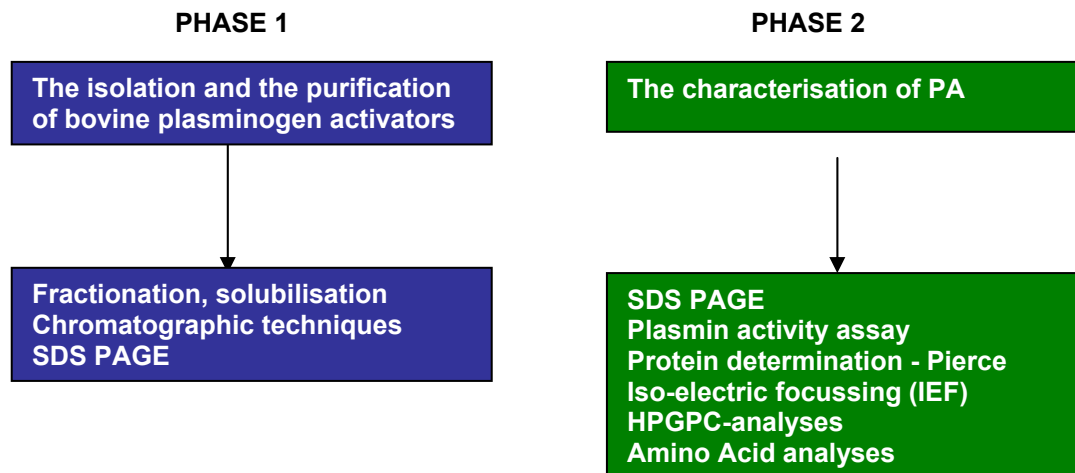 PHASE 1
The isolation and the purification
of bovine plasminogen activators
Fractionation, solubilisation
Chromatographic techniques
SDS PAGE
PHASE 2
The characterisation of PA
SDS PAGE
Plasmin activity assay
Protein determination - Pierce
Iso-electric focussing (IEF)
HPGPC-analyses
Amino Acid analyses